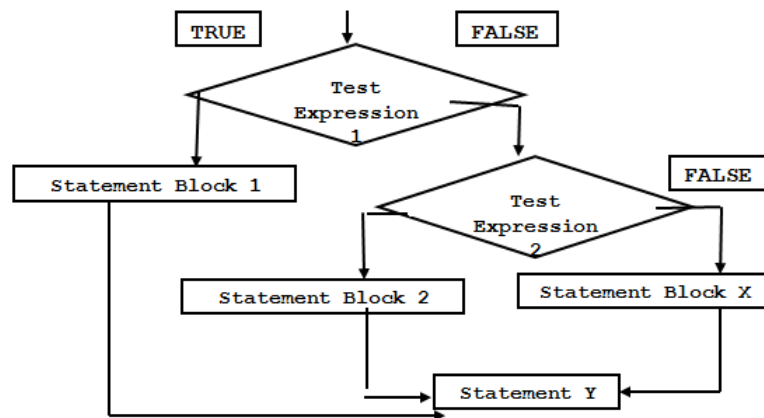 TRUE
FALSE
Test
Expression
1
Statement Block 1
FALSE
Test
Expression
2
Statement Block 2
Statement Block X
Statement Y